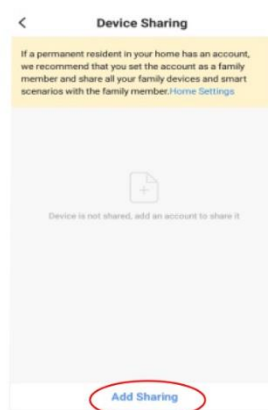 Device Sharing
If a permanent resident in your home has an account,
we recommend that you set the account as a family
member and share all your family devices and smart
scenarios with the family member.Home Settings
Device is not shared, add an account to share it
Add Sharing